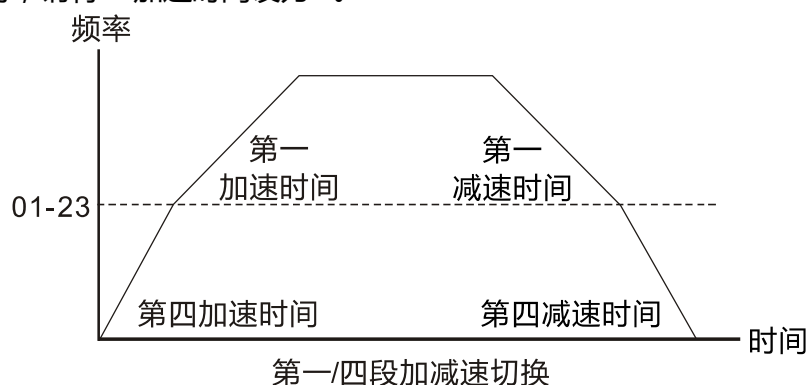 频率
第一
加速时间
第一
减速时间
01-23
第四加速时间
第四减速时间
时间
第一/四段加减速切换